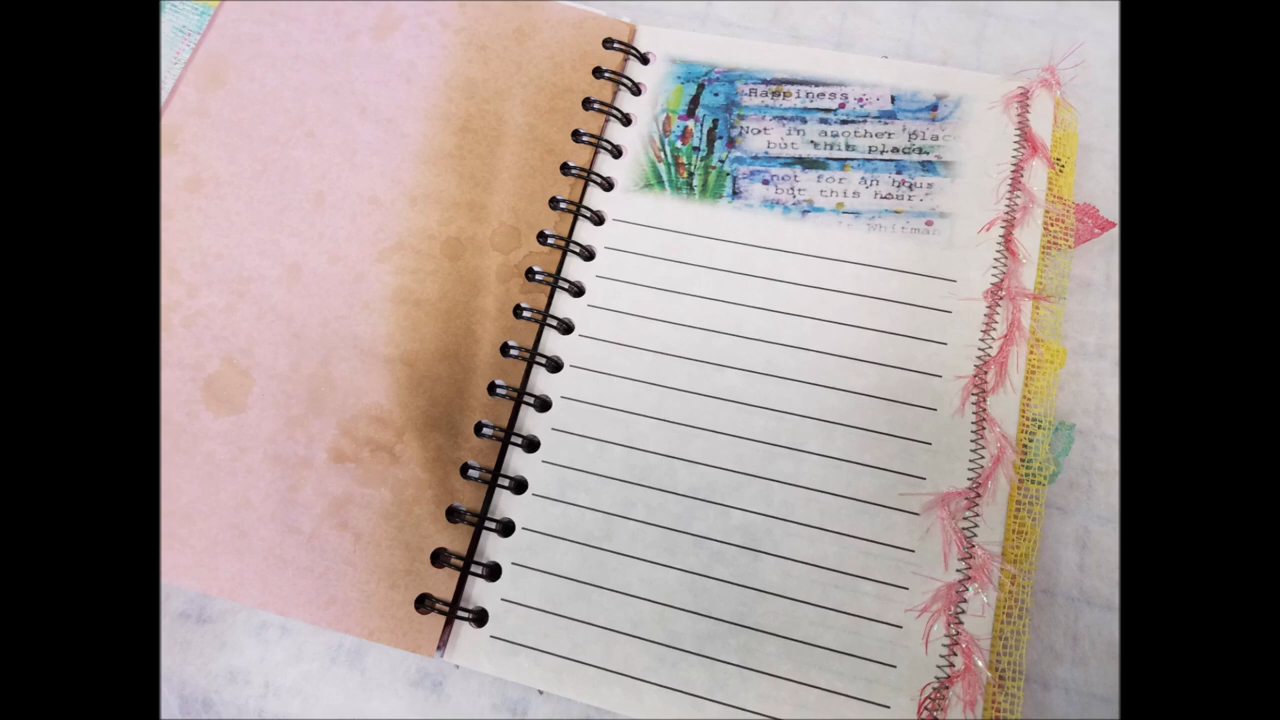 Happiness...
Not in another place
but this place,
not for an hour
but this hour.
Whitman